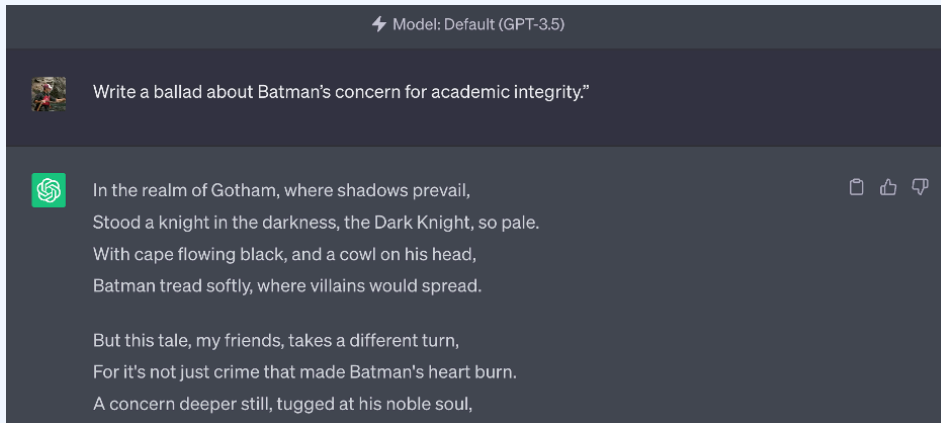 Model: Default (GPT-3.5)
Write a ballad about Batman’s concern for academic integrity.”
In the realm of Gotham, where shadows prevail,
Stood a knight in the darkness, the Dark Knight, so pale.
With cape flowing black, and a cowl on his head,
Batman tread softly, where villains would spread.
But this tale, my friends, takes a different turn,
For it's not just crime that made Batman's heart burn.
A concern deeper still, tugged at his noble soul,